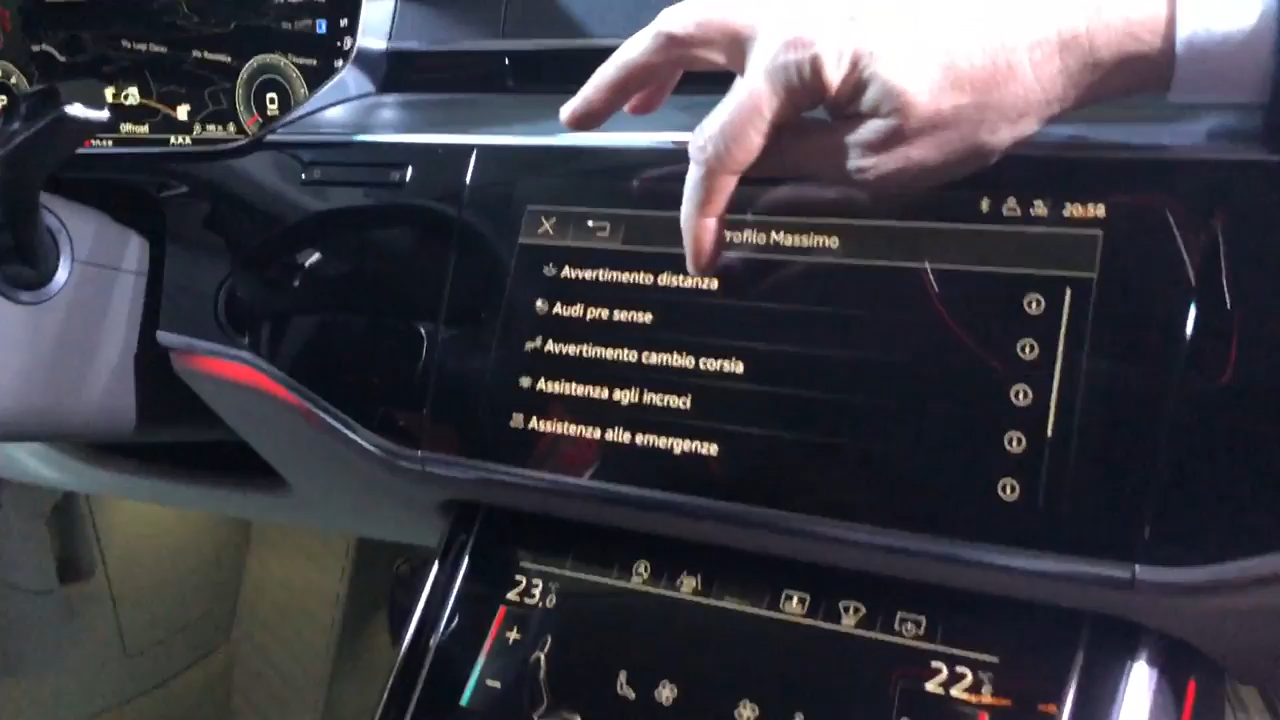 Offroad
20:58
Profilo Massimo
Avvertimento distanza
Audi pre sense
Avvertimento cambio corsia
Assistenza agli incroci
Assistenza alle emergenze
23.0
22